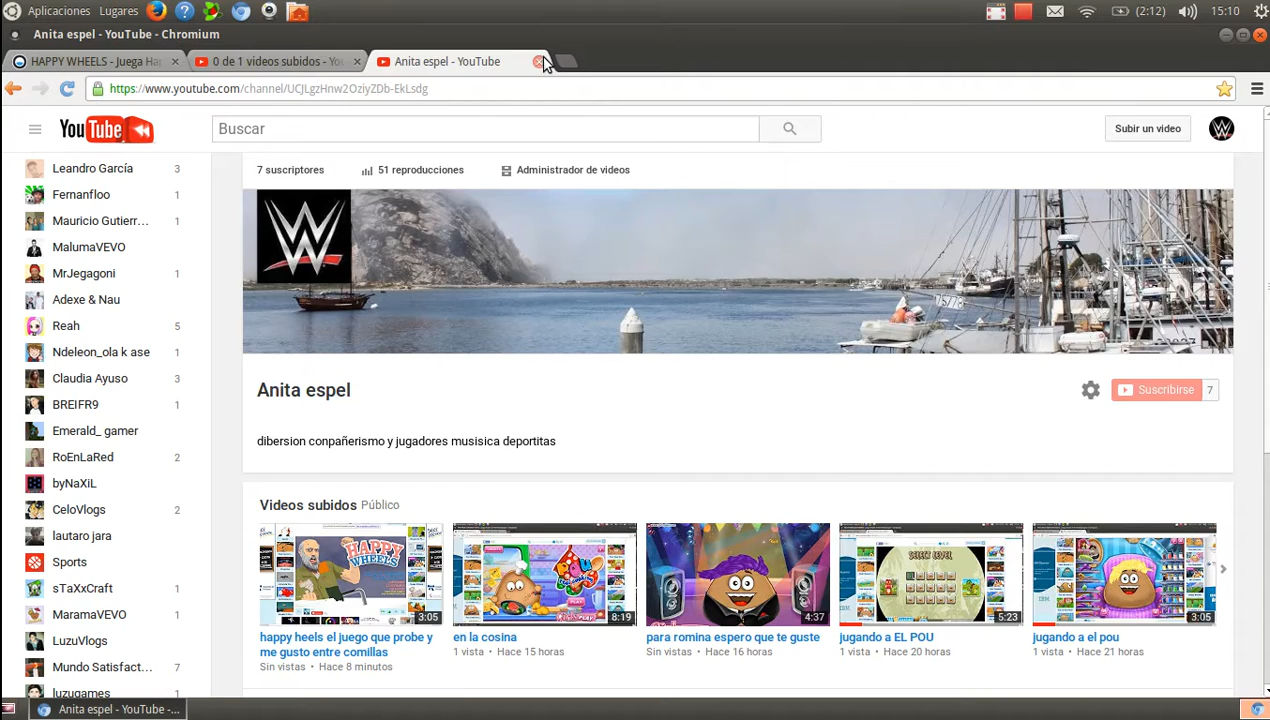 Aplicaciones Lugares (2:12) 15:10
Anita espel - YouTube - Chromium
HAPPY WHEELS - Juega Ha
0 de 1 videos subidos - Yo
Anita espel - YouTube
https://www.youtube.com/channel/UCJLgzHnw2OziyZDb-EkLsdg
YouTube
Buscar
Subir un video
Leandro García 3
Fernanfloo 1
Mauricio Gutierr... 1
MalumaVEVO
MrJegagoni 1
Adexe & Nau
Reah 5
Ndeleon_ola k ase 1
Claudia Ayuso 3
BREIFR9 1
Emerald_ gamer
RoEnLaRed 2
byNaXiL
CeloVlogs 2
lautaro jara
Sports
sTaXxCraft 1
MaramaVEVO 1
LuzuVlogs
Mundo Satisfact... 7
luzugames 1
7 suscriptores
51 reproducciones
Administrador de videos
W
Anita espel
Suscribirse 7
dibersion conpañerismo y jugadores musisica deportitas
Videos subidos Público
HAPPY WHEELS
3:05
happy heels el juego que probe y
me gusto entre comillas
Sin vistas • Hace 8 minutos
8:19
en la cosina
1 vista • Hace 15 horas
4:37
para romina espero que te guste
Sin vistas • Hace 16 horas
SELECT LEVEL
5:23
jugando a EL POU
1 vista • Hace 20 horas
3:05
jugando a el pou
1 vista • Hace 21 horas
Anita espel - YouTube -...